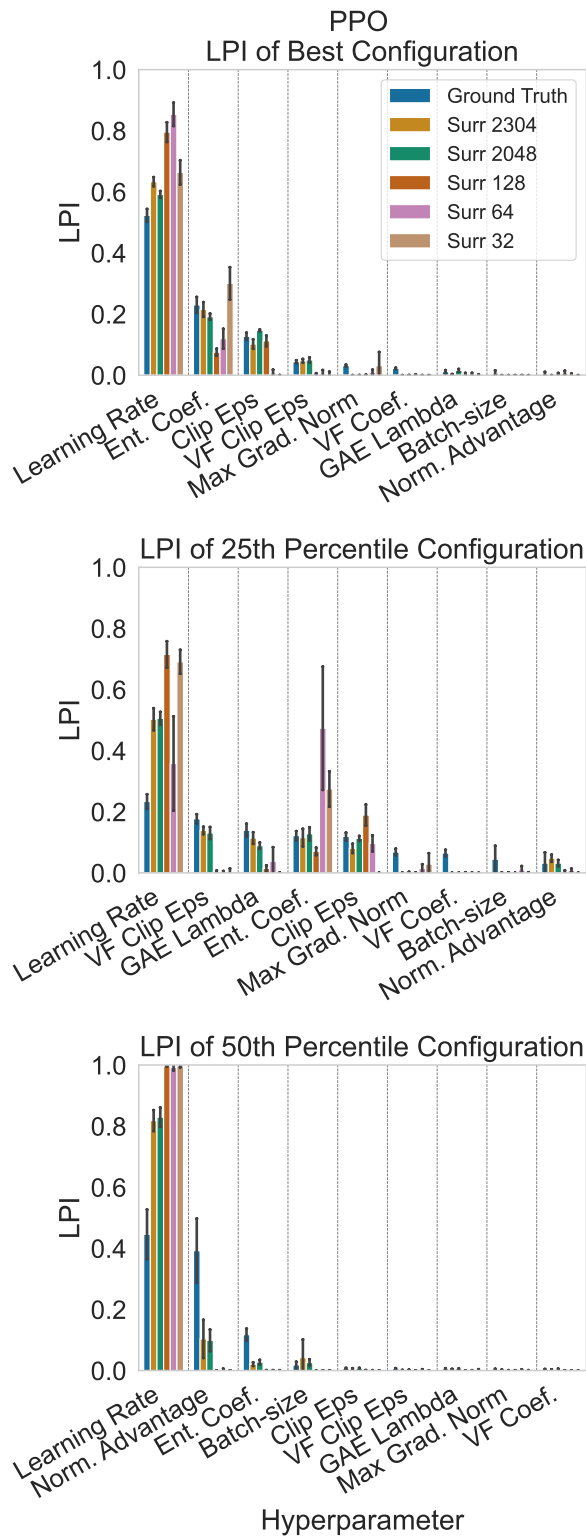 PPO
LPI of Best Configuration
1.0
0.8
0.6
0.4
0.2
0.0
LPI
Ground Truth
Surr 2304
Surr 2048
Surr 128
Surr 64
Surr 32
Learning Rate
Ent. Coef.
Clip Eps
VF Clip Eps
Max Grad. Norm
VF Coef.
GAE Lambda
Batch-size
Norm. Advantage
LPI of 25th Percentile Configuration
1.0
0.8
0.6
0.4
0.2
0.0
LPI
Learning Rate
VF Clip Eps
GAE Lambda
Ent. Coef.
Clip Eps
Max Grad. Norm
VF Coef.
Batch-size
Norm. Advantage
LPI of 50th Percentile Configuration
1.0
0.8
0.6
0.4
0.2
0.0
LPI
Learning Rate
Norm. Advantage
Ent. Coef.
Batch-size
Clip Eps
VF Clip Eps
GAE Lambda
Max Grad. Norm
VF Coef.
Hyperparameter